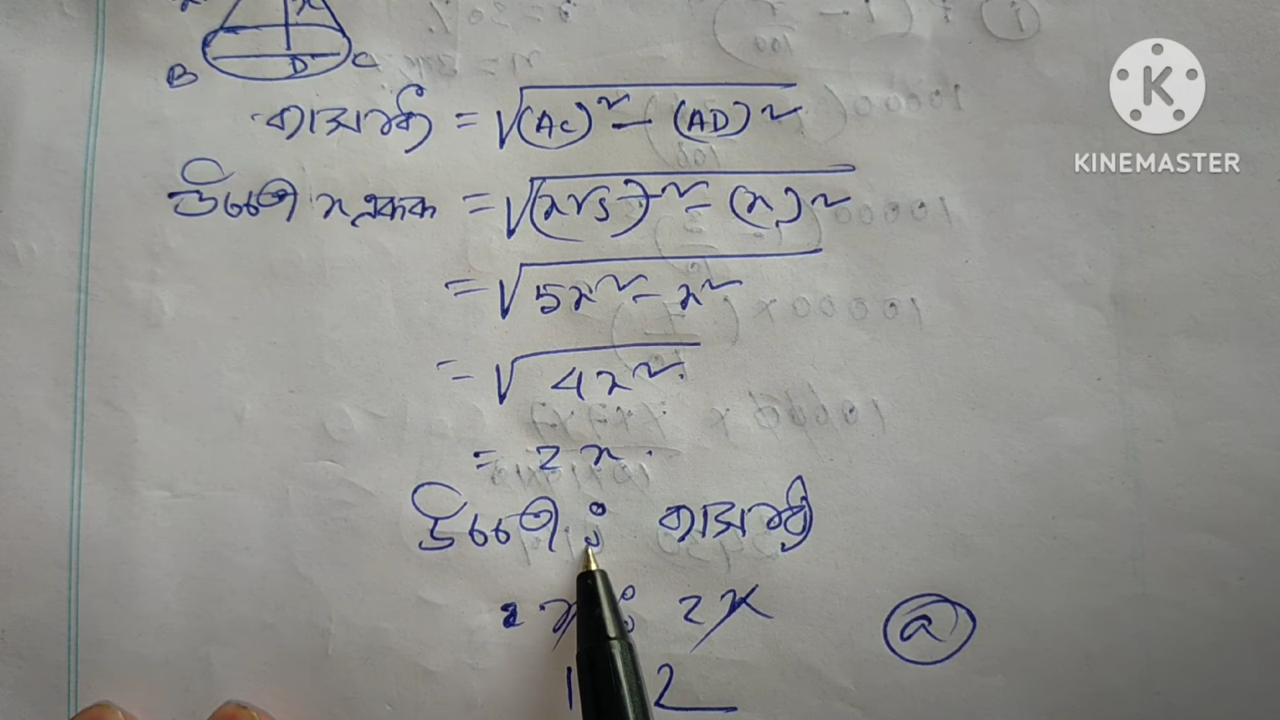 B D C
ব্যাসার্ধ = √(AC)² - (AD)²
উচ্চতা x একক = √(x√5)² - (x)²
= √5x² - x²
= √4x²
= 2x.
উচ্চতা ঃ ব্যাসার্ধ
x ঃ 2x
1 2
a
K
KINEMASTER